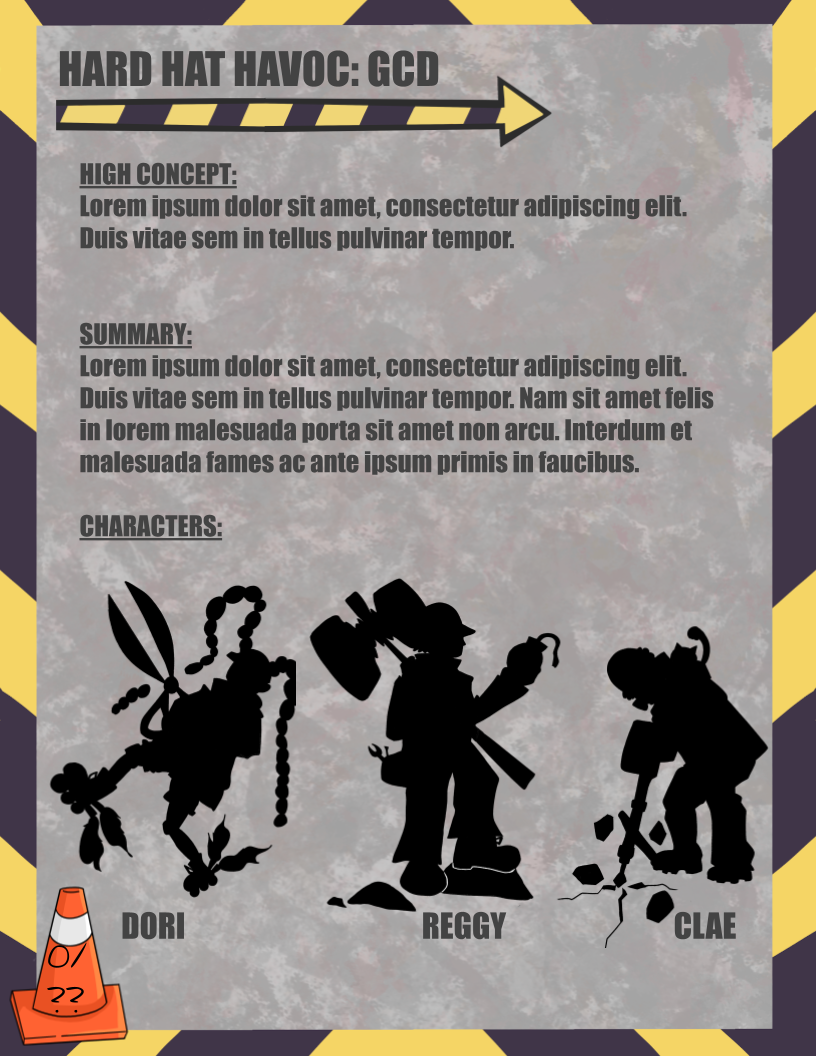 HARD HAT HAVOC: GCD
HIGH CONCEPT:
Lorem ipsum dolor sit amet, consectetur adipiscing elit.
Duis vitae sem in tellus pulvinar tempor.
SUMMARY:
Lorem ipsum dolor sit amet, consectetur adipiscing elit.
Duis vitae sem in tellus pulvinar tempor. Nam sit amet felis
in lorem malesuada porta sit amet non arcu. Interdum et
malesuada fames ac ante ipsum primis in faucibus.
CHARACTERS:
DORI REGGY CLAE
0/
??